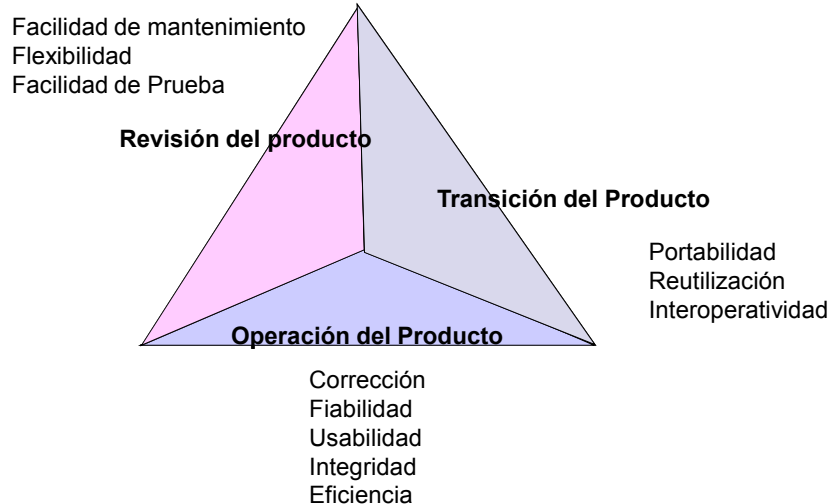 Facilidad de mantenimiento
Flexibilidad
Facilidad de Prueba
Revisión del producto
Transición del Producto
Portabilidad
Reutilización
Interoperatividad
Operación del Producto
Corrección
Fiabilidad
Usabilidad
Integridad
Eficiencia